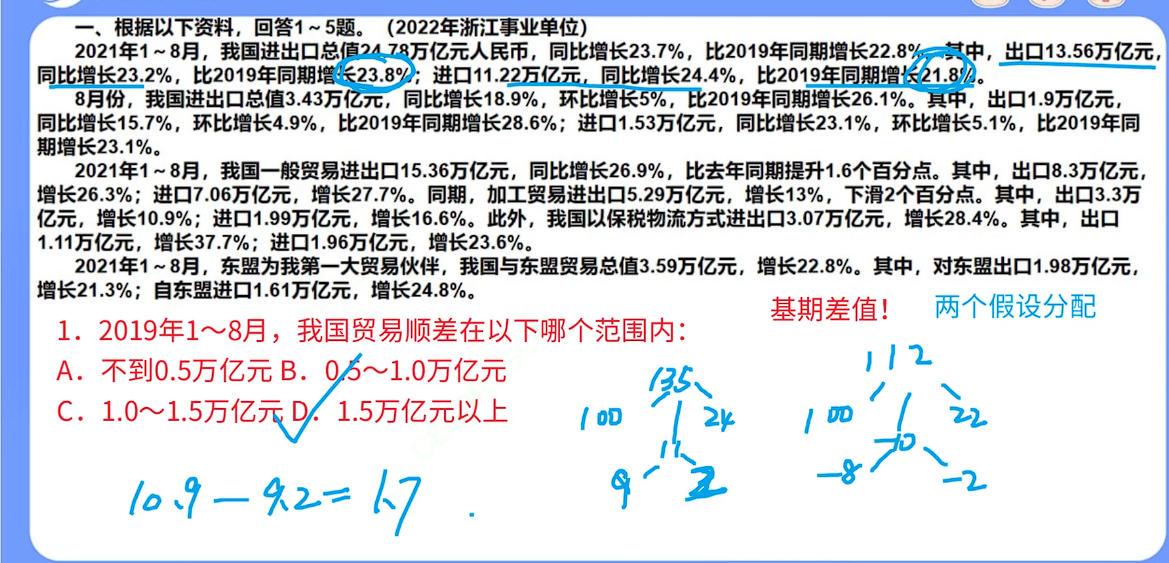 一、根据以下资料，回答1～5题。（2022年浙江事业单位）
2021年1～8月，我国进出口总值24.78万亿元人民币，同比增长23.7%，比2019年同期增长22.8%。其中，出口13.56万亿元，
同比增长23.2%，比2019年同期增长23.8%；进口11.22万亿元，同比增长24.4%，比2019年同期增长21.8%。
8月份，我国进出口总值3.43万亿元，同比增长18.9%，环比增长5%，比2019年同期增长26.1%。其中，出口1.9万亿元，
同比增长15.7%，环比增长4.9%，比2019年同期增长28.6%；进口1.53万亿元，同比增长23.1%，环比增长5.1%，比2019年同
期增长23.1%。
2021年1～8月，我国一般贸易进出口15.36万亿元，同比增长26.9%，比去年同期提升1.6个百分点。其中，出口8.3万亿元，
增长26.3%；进口7.06万亿元，增长27.7%。同期，加工贸易进出口5.29万亿元，增长13%，下滑2个百分点。其中，出口3.3万
亿元，增长10.9%；进口1.99万亿元，增长16.6%。此外，我国以保税物流方式进出口3.07万亿元，增长28.4%。其中，出口
1.11万亿元，增长37.7%；进口1.96万亿元，增长23.6%。
2021年1～8月，东盟为我第一大贸易伙伴，我国与东盟贸易总值3.59万亿元，增长22.8%。其中，对东盟出口1.98万亿元，
增长21.3%；自东盟进口1.61万亿元，增长24.8%。
基期差值！ 两个假设分配
1．2019年1～8月，我国贸易顺差在以下哪个范围内：
A．不到0.5万亿元 B．0.5～1.0万亿元
C．1.0～1.5万亿元 D．1.5万亿元以上
135 112
100 24 100 22
11 -10
9 2 -8 -2
10.9-9.2=1.7